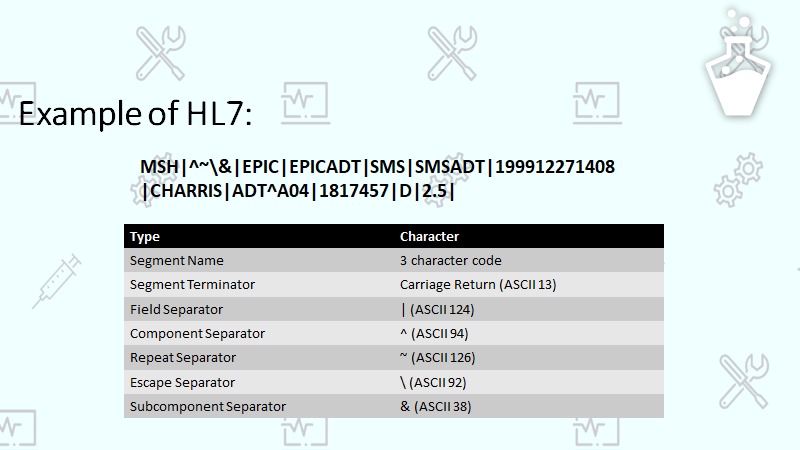 Example of HL7:
MSH|^~\&|EPIC|EPICADT|SMS|SMSADT|199912271408
|CHARRIS|ADT^A04|1817457|D|2.5|
Type Character
Segment Name 3 character code
Segment Terminator Carriage Return (ASCII 13)
Field Separator | (ASCII 124)
Component Separator ^ (ASCII 94)
Repeat Separator ~ (ASCII 126)
Escape Separator \ (ASCII 92)
Subcomponent Separator & (ASCII 38)